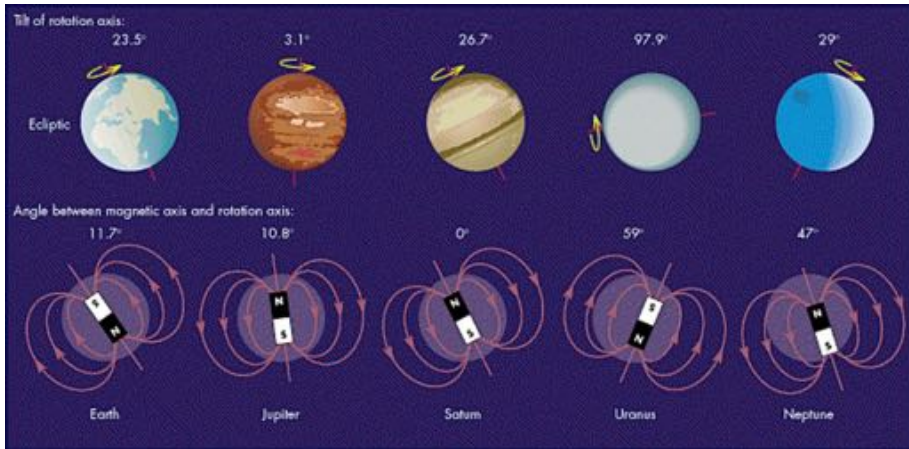 Tilt of rotation axis:
23.5° 3.1° 26.7° 97.9° 29°
Ecliptic
Angle between magnetic axis and rotation axis:
11.7° 10.8° 0° 59° 47°
S N N S N
N S S N S
Earth Jupiter Saturn Uranus Neptune